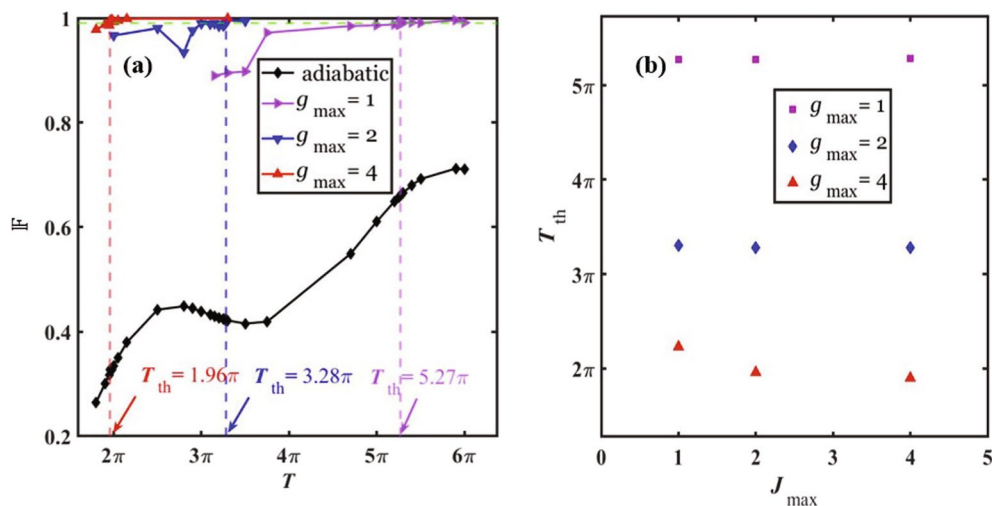 (a)
adiabatic
g max = 1
g max = 2
g max = 4
1
0.8
0.6
0.4
0.2
𝔽
T th = 1.96π
T th = 3.28π
T th = 5.27π
2π 3π 4π 5π 6π
T
(b)
g max = 1
g max = 2
g max = 4
5π
4π
3π
2π
T th
0 1 2 3 4 5
J max